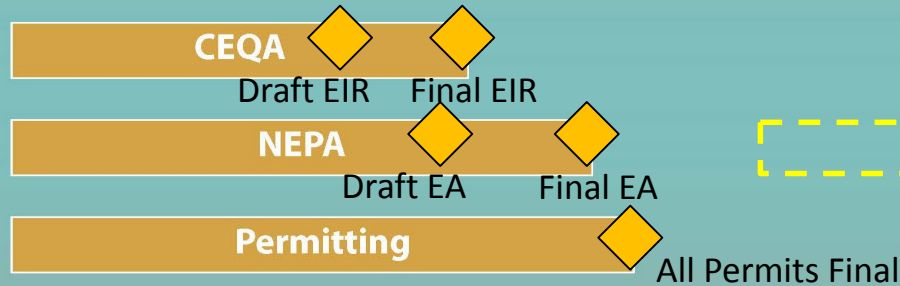 CEQA
Draft EIR Final EIR
NEPA
Draft EA Final EA
Permitting
All Permits Final